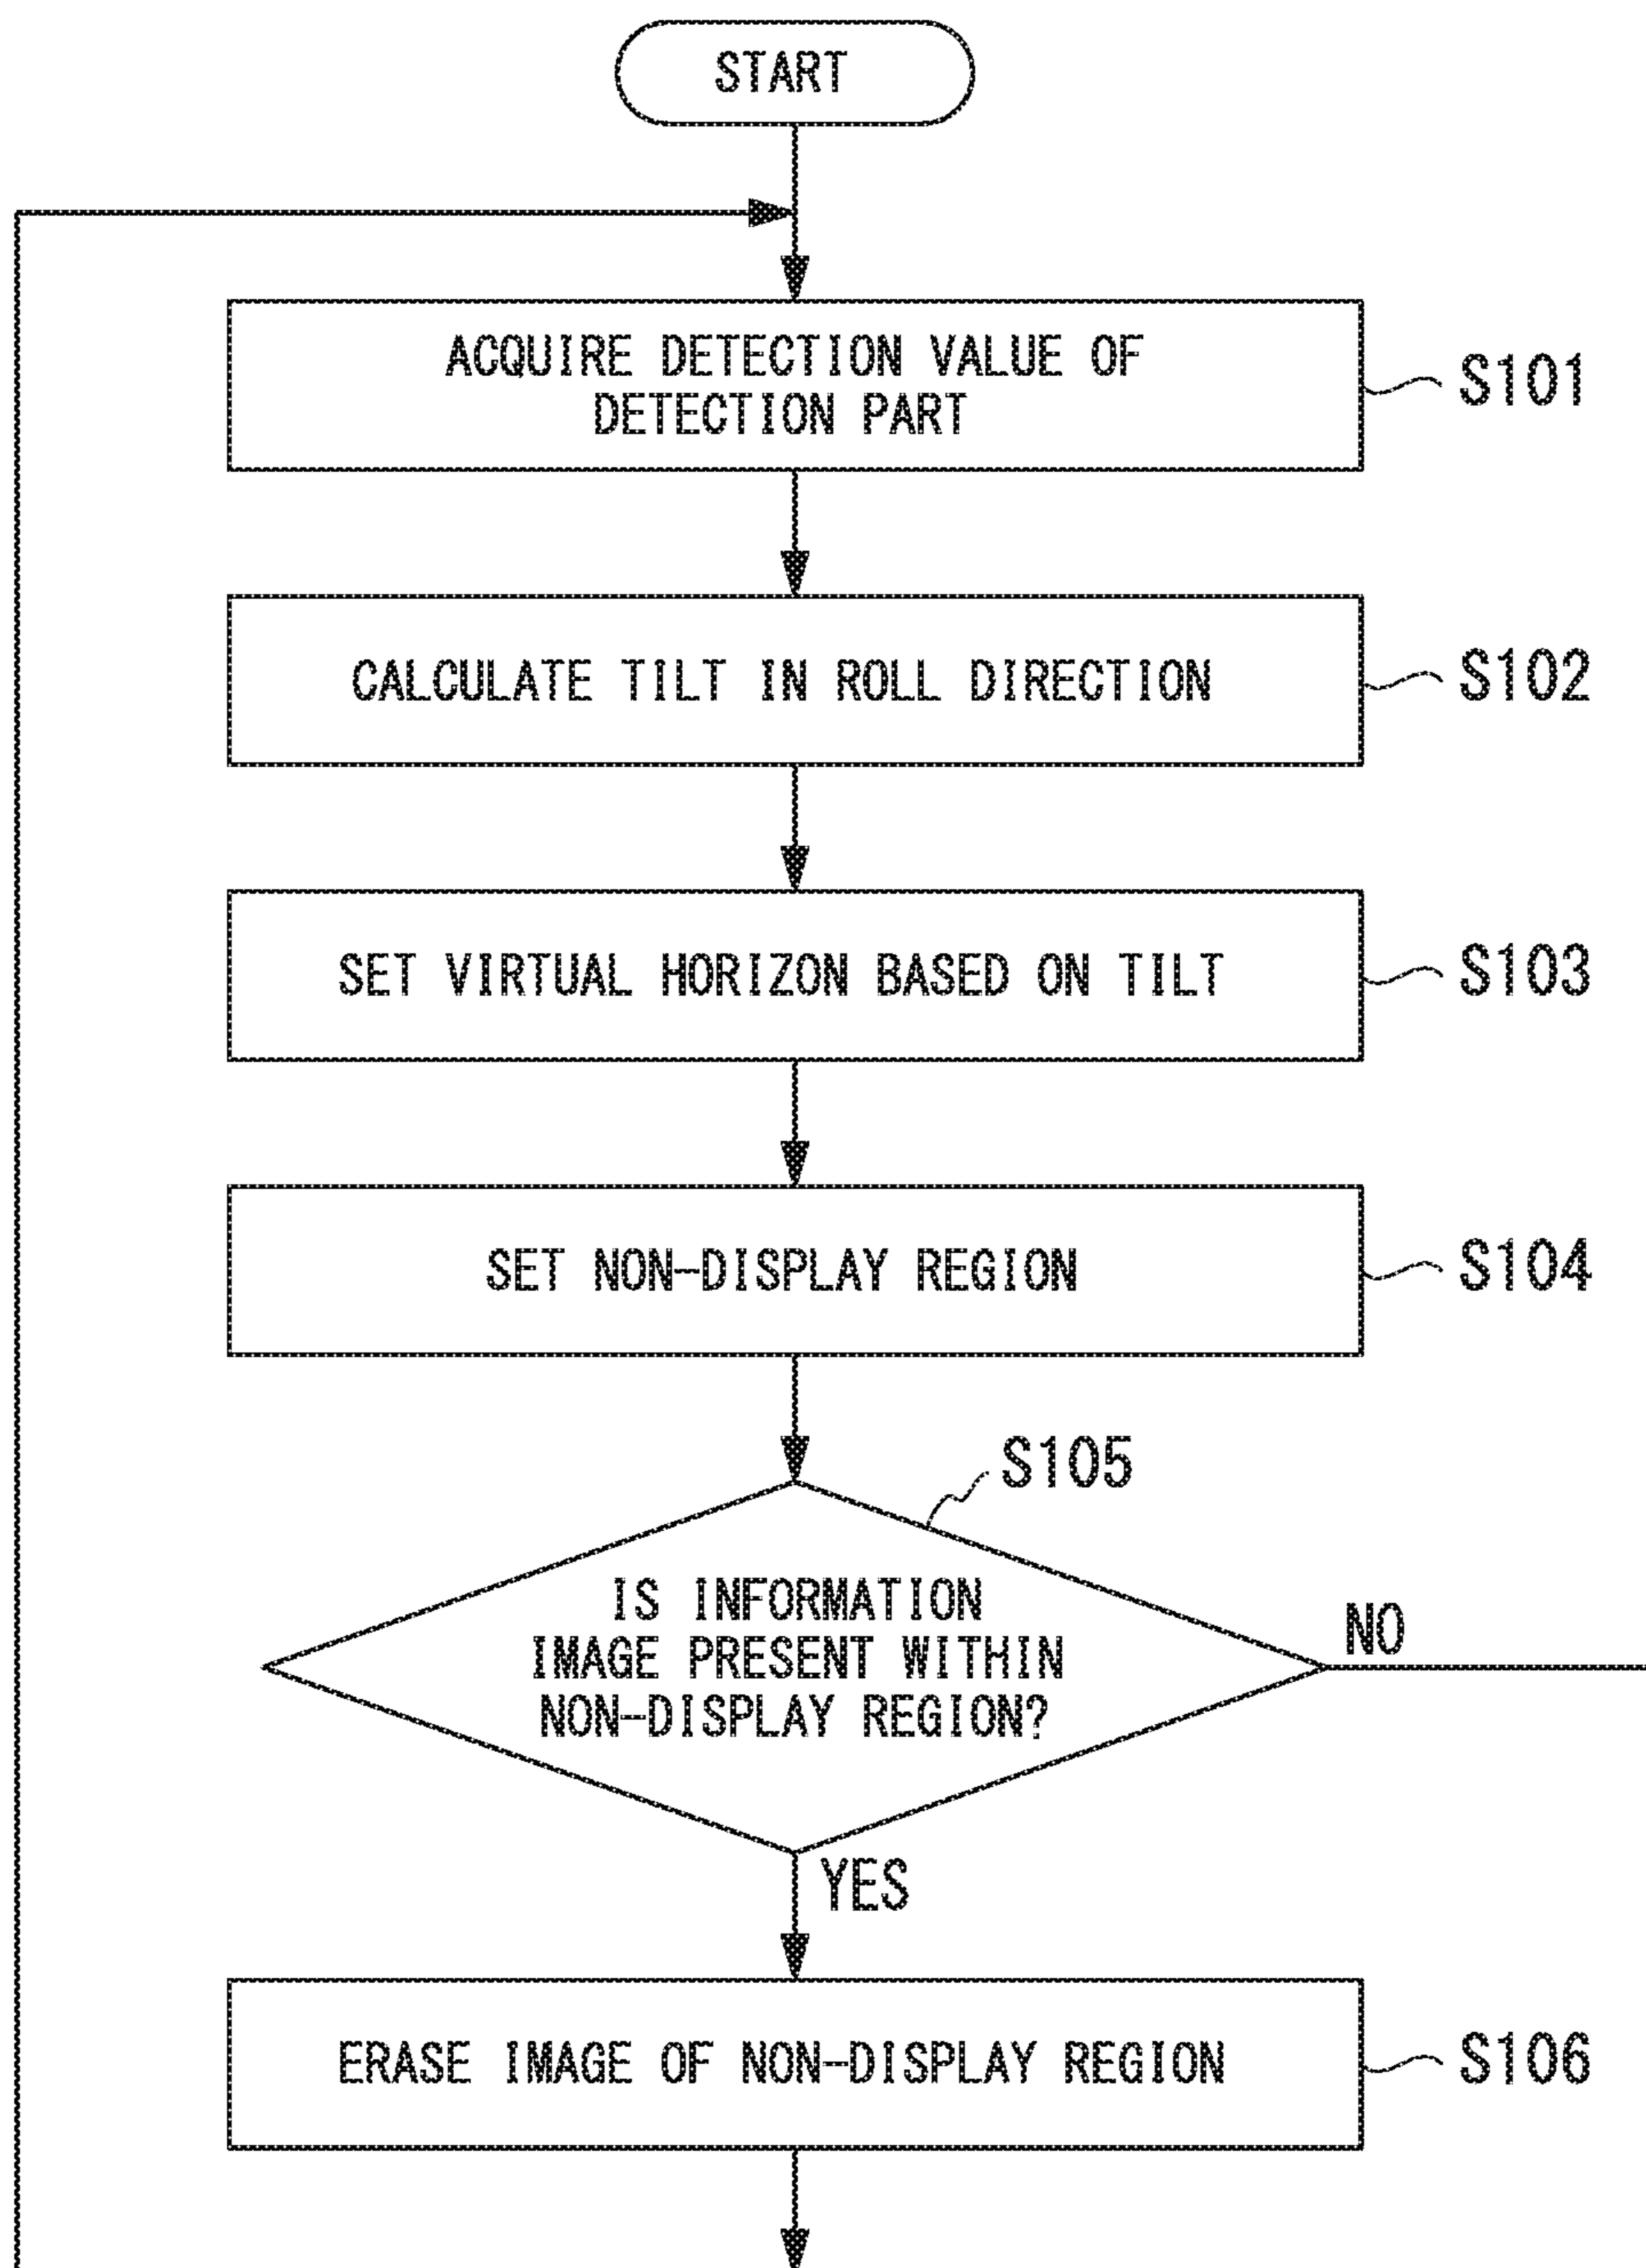 START
ACQUIRE DETECTION VALUE OF
DETECTION PART
S101
CALCULATE TILT IN ROLL DIRECTION
S102
SET VIRTUAL HORIZON BASED ON TILT
S103
SET NON-DISPLAY REGION
S104
S105
IS INFORMATION
IMAGE PRESENT WITHIN
NON-DISPLAY REGION?
NO
YES
ERASE IMAGE OF NON-DISPLAY REGION
S106